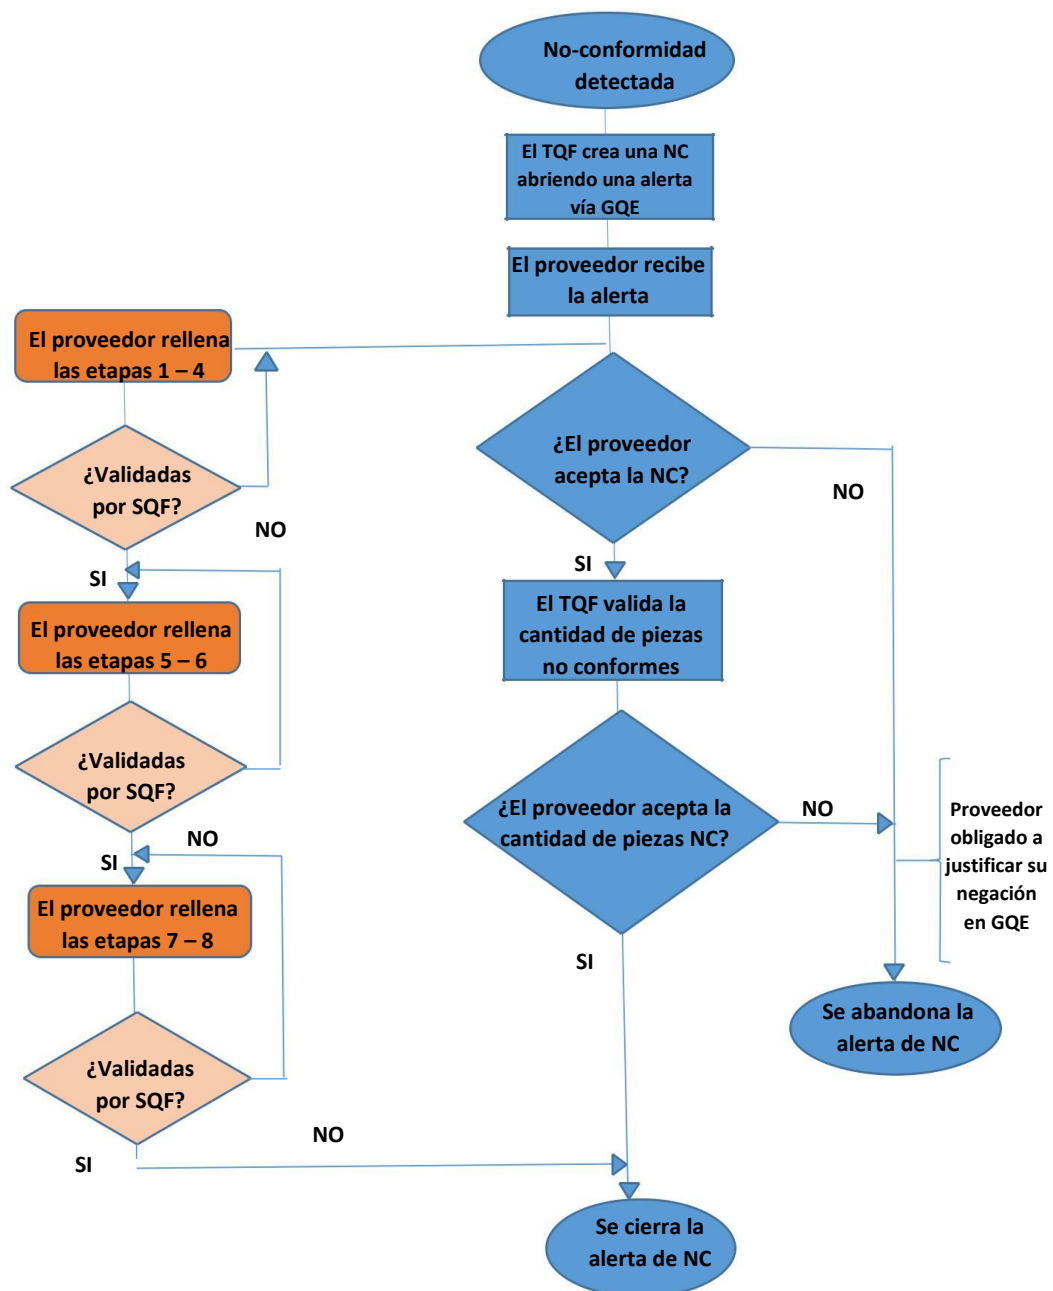 No-conformidad
detectada
El TQF crea una NC
abriendo una alerta
vía GQE
El proveedor recibe
la alerta
El proveedor rellena
las etapas 1 – 4
¿Validadas
por SQF?
NO
SI
El proveedor rellena
las etapas 5 – 6
¿Validadas
por SQF?
NO
SI
El proveedor rellena
las etapas 7 – 8
¿Validadas
por SQF?
NO
SI
¿El proveedor
acepta la NC?
NO
SI
El TQF valida la
cantidad de piezas
no conformes
¿El proveedor acepta la
cantidad de piezas NC?
NO
SI
Proveedor
obligado a
justificar su
negación
en GQE
Se abandona la
alerta de NC
Se cierra la
alerta de NC